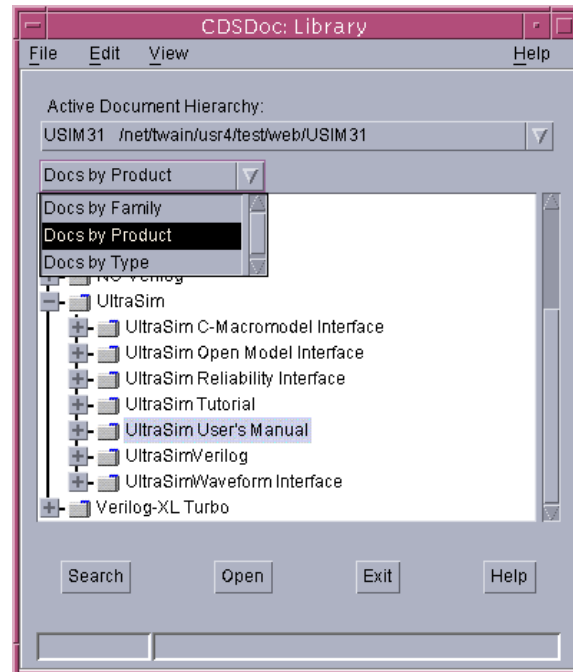 CDSDoc: Library
File Edit View Help
Active Document Hierarchy:
USIM31 /net/twain/usr4/test/web/USIM31
Docs by Product
Docs by Family
Docs by Product
Docs by Type
NC-Verilog
UltraSim
UltraSim C-Macromodel Interface
UltraSim Open Model Interface
UltraSim Reliability Interface
UltraSim Tutorial
UltraSim User's Manual
UltraSimVerilog
UltraSimWaveform Interface
Verilog-XL Turbo
Search Open Exit Help